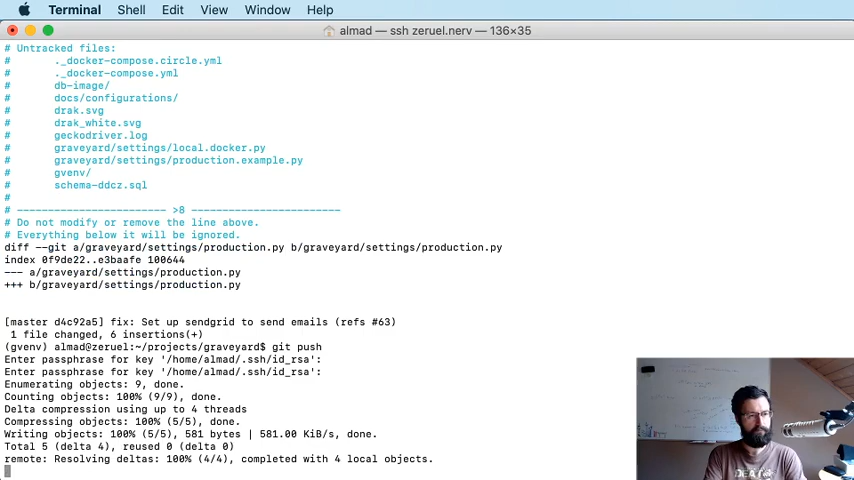 Terminal Shell Edit View Window Help
almad — ssh zeruel.nerv — 136×35
# Untracked files:
# ._docker-compose.circle.yml
# ._docker-compose.yml
# db-image/
# docs/configurations/
# drak.svg
# drak_white.svg
# geckodriver.log
# graveyard/settings/local.docker.py
# graveyard/settings/production.example.py
# gvenv/
# schema-ddcz.sql
#
# ------------------------ >8 ------------------------
# Do not modify or remove the line above.
# Everything below it will be ignored.
diff --git a/graveyard/settings/production.py b/graveyard/settings/production.py
index 0f9de22..e3baafe 100644
--- a/graveyard/settings/production.py
+++ b/graveyard/settings/production.py
[master d4c92a5] fix: Set up sendgrid to send emails (refs #63)
1 file changed, 6 insertions(+)
(gvenv) almad@zeruel:~/projects/graveyard$ git push
Enter passphrase for key '/home/almad/.ssh/id_rsa':
Enter passphrase for key '/home/almad/.ssh/id_rsa':
Enumerating objects: 9, done.
Counting objects: 100% (9/9), done.
Delta compression using up to 4 threads
Compressing objects: 100% (5/5), done.
Writing objects: 100% (5/5), 581 bytes | 581.00 KiB/s, done.
Total 5 (delta 4), reused 0 (delta 0)
remote: Resolving deltas: 100% (4/4), completed with 4 local objects.